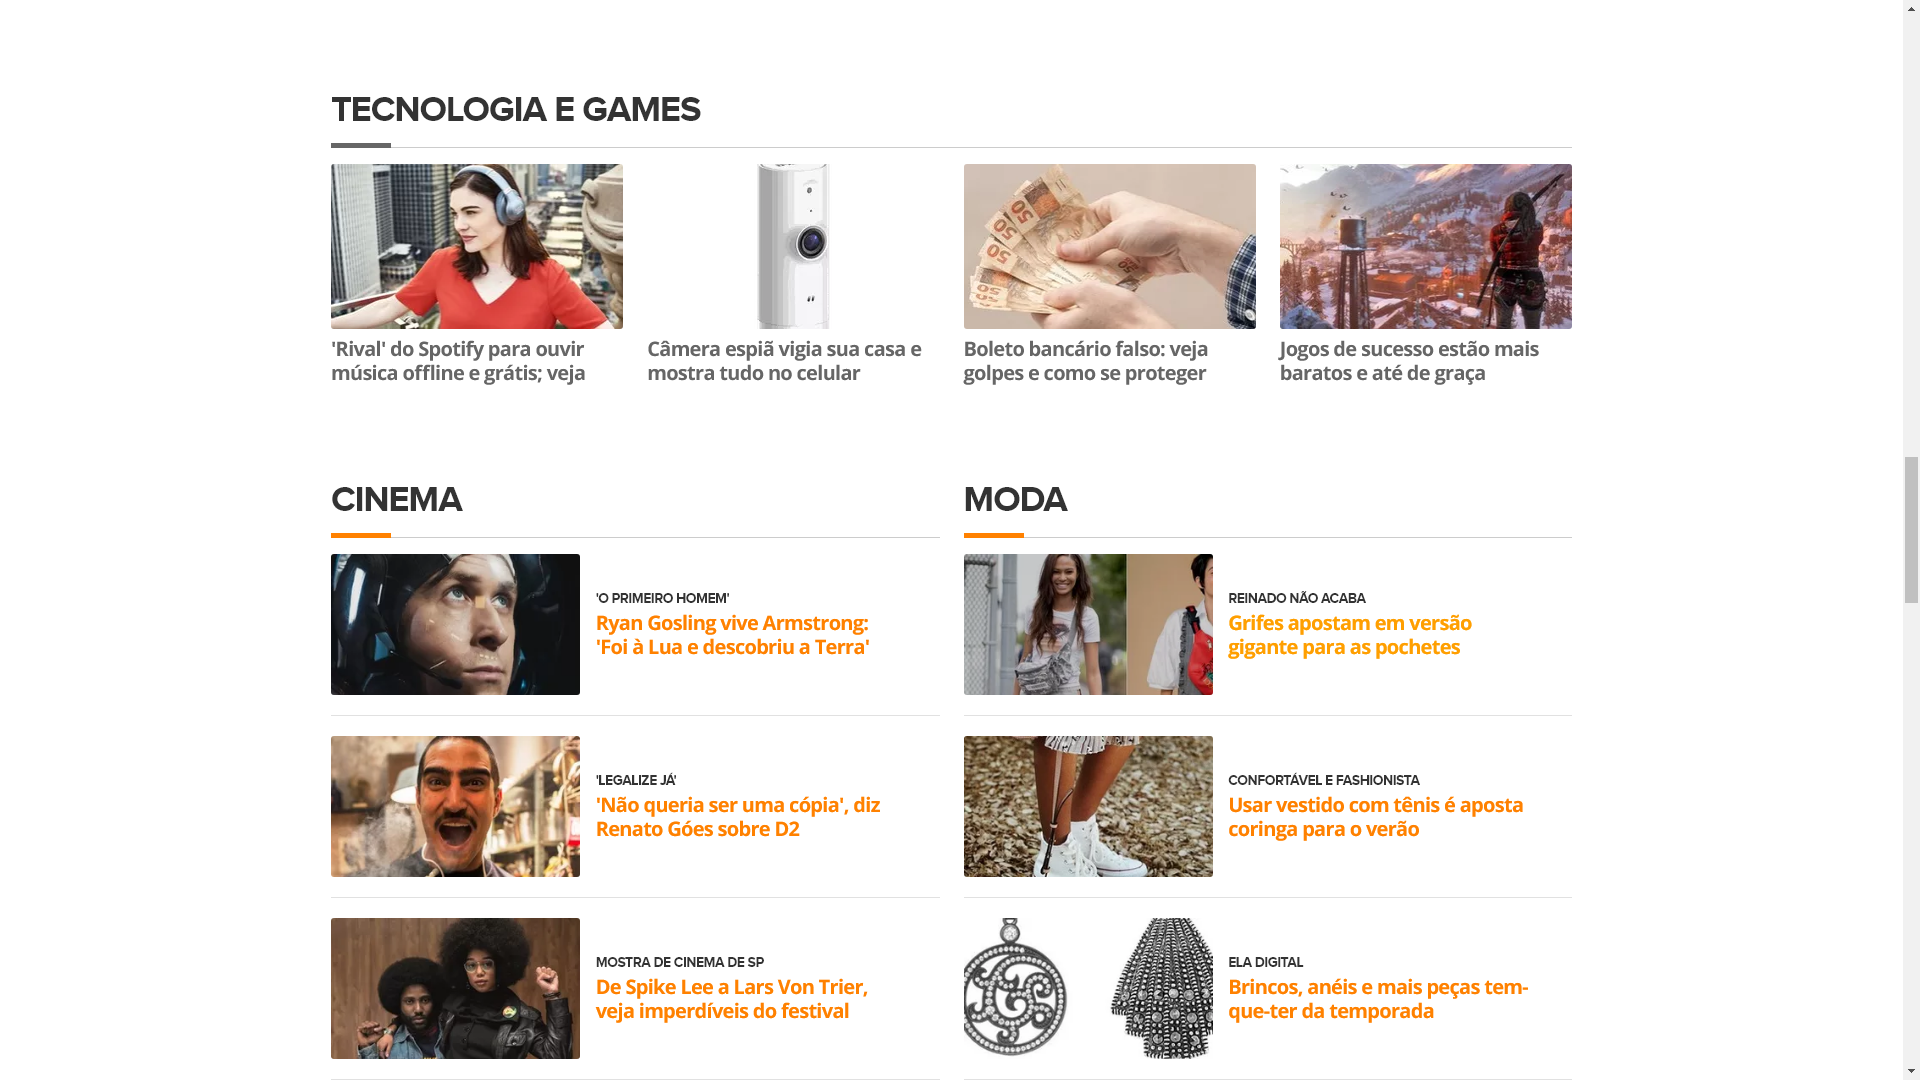 TECNOLOGIA E GAMES
'Rival' do Spotify para ouvir
música offline e grátis; veja
Câmera espiã vigia sua casa e
mostra tudo no celular
Boleto bancário falso: veja
golpes e como se proteger
Jogos de sucesso estão mais
baratos e até de graça
CINEMA
'O PRIMEIRO HOMEM'
Ryan Gosling vive Armstrong:
'Foi à Lua e descobriu a Terra'
'LEGALIZE JÁ'
'Não queria ser uma cópia', diz
Renato Góes sobre D2
MOSTRA DE CINEMA DE SP
De Spike Lee a Lars Von Trier,
veja imperdíveis do festival
MODA
REINADO NÃO ACABA
Grifes apostam em versão
gigante para as pochetes
CONFORTÁVEL E FASHIONISTA
Usar vestido com tênis é aposta
coringa para o verão
ELA DIGITAL
Brincos, anéis e mais peças tem-
que-ter da temporada